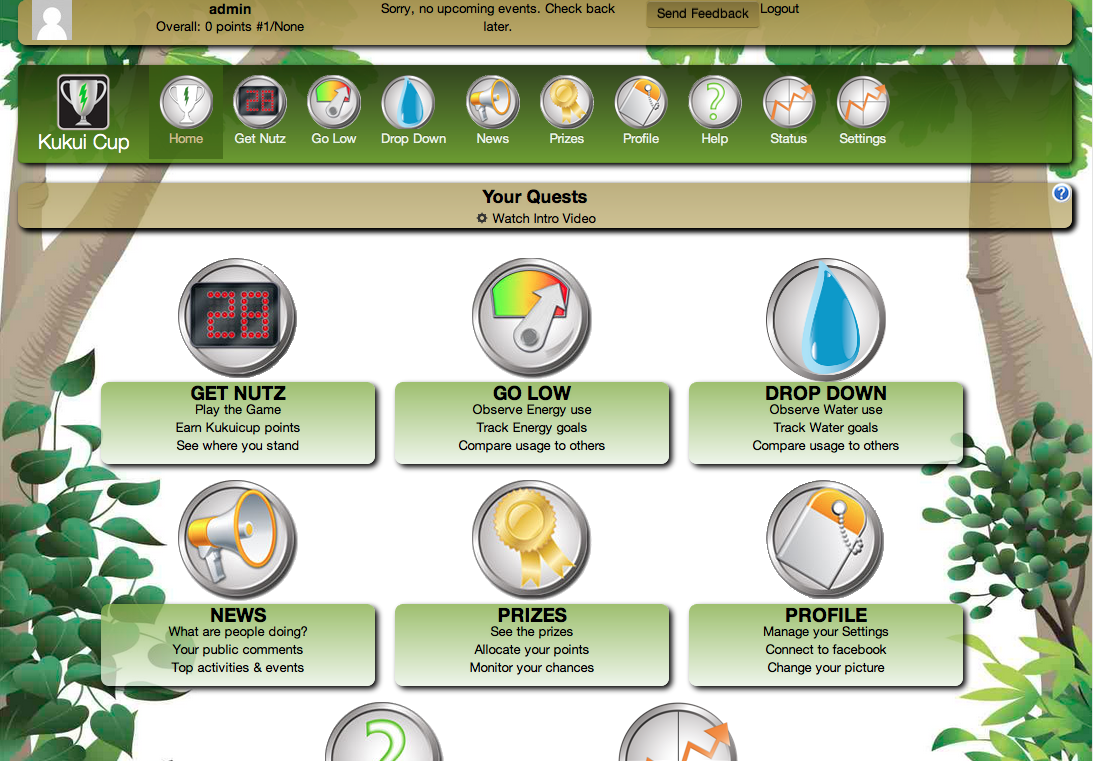 admin
Overall: 0 points #1/None
Sorry, no upcoming events. Check back
later.
Send Feedback
Logout
Kukui Cup
Home
Get Nutz
Go Low
Drop Down
News
Prizes
Profile
Help
Status
Settings
Your Quests
Watch Intro Video
28
GET NUTZ
Play the Game
Earn Kukuicup points
See where you stand
GO LOW
Observe Energy use
Track Energy goals
Compare usage to others
DROP DOWN
Observe Water use
Track Water goals
Compare usage to others
NEWS
What are people doing?
Your public comments
Top activities & events
PRIZES
See the prizes
Allocate your points
Monitor your chances
PROFILE
Manage your Settings
Connect to facebook
Change your picture